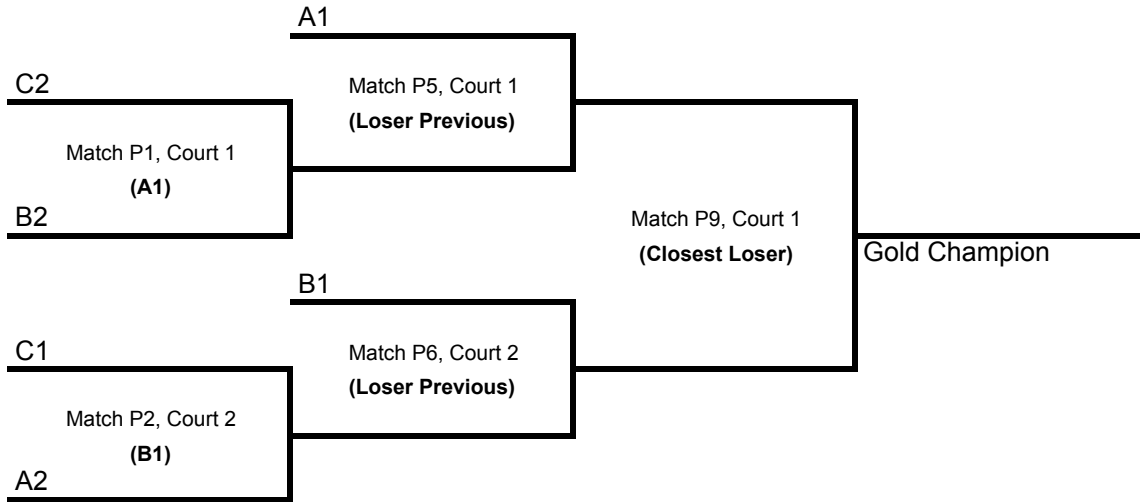 A1
C2
Match P5, Court 1
(Loser Previous)
Match P1, Court 1
(A1)
B2
Match P9, Court 1
(Closest Loser)
Gold Champion
B1
C1
Match P6, Court 2
(Loser Previous)
Match P2, Court 2
(B1)
A2